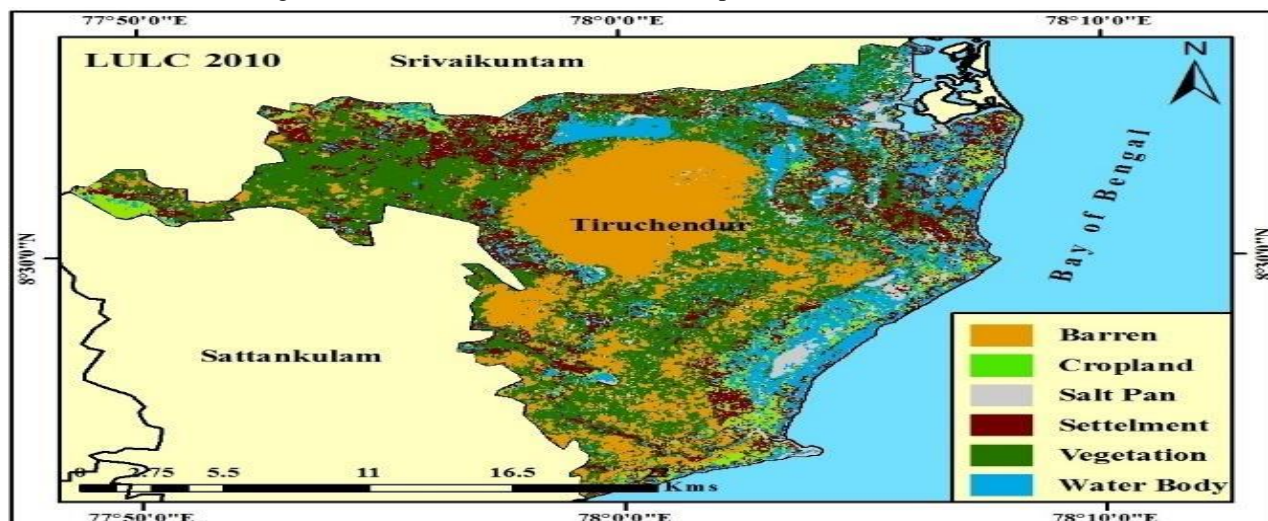 77°50'0"E 78°0'0"E 78°10'0"E
LULC 2010
Srivaikuntam
N
Bay of Bengal
Tiruchendur
8°30'0"N
8°30'0"N
Sattankulam
Barren
Cropland
Salt Pan
Settelment
Vegetation
Water Body
0 2.75 5.5 11 16.5 22
Kms
77°50'0"E 78°0'0"E 78°10'0"E